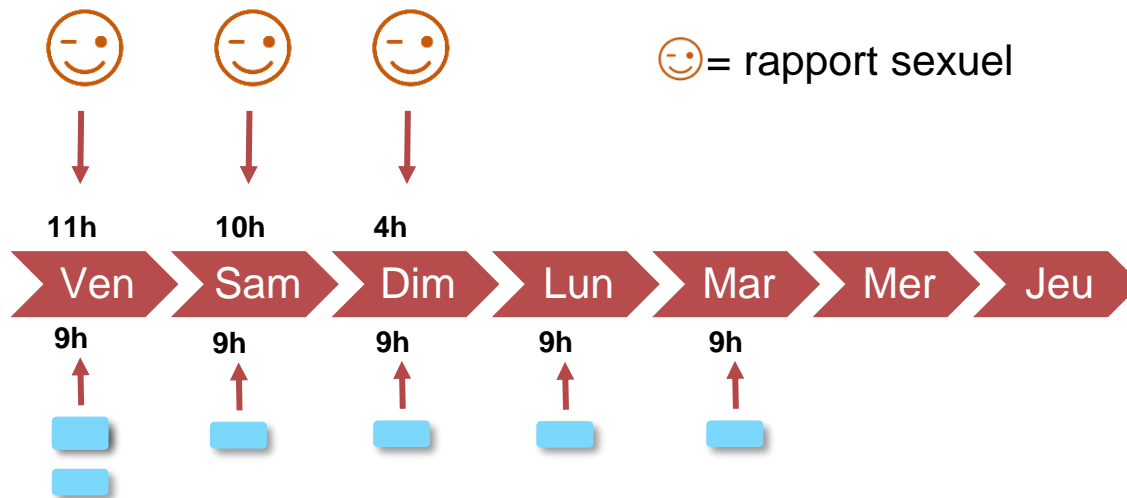 = rapport sexuel
11h 10h 4h
Ven Sam Dim Lun Mar Mer Jeu
9h 9h 9h 9h 9h